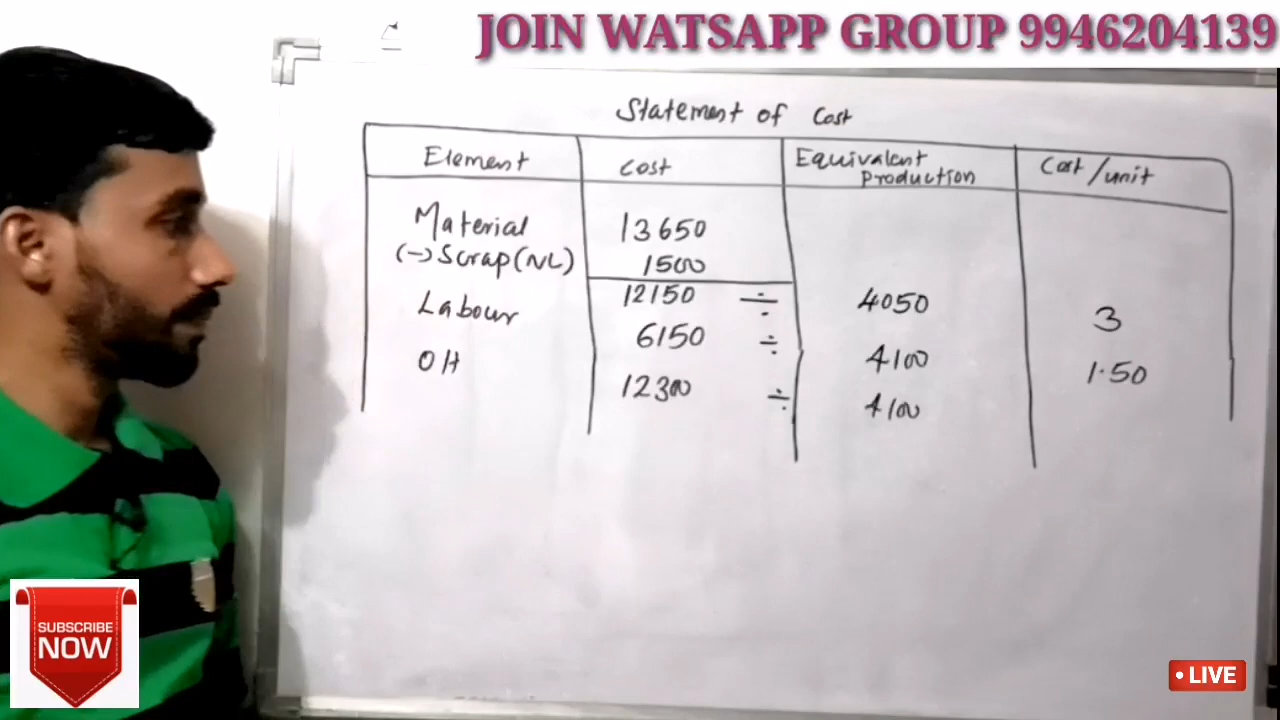 JOIN WATSAPP GROUP 9946204139
Statement of Cost
Element Cost Equivalent Production Cost/unit
Material 13650
(-) Scrap (NL) 1500
12150 ÷ 4050 3
Labour 6150 ÷ 4100 1.50
OH 12300 ÷ 4100
SUBSCRIBE
NOW
• LIVE